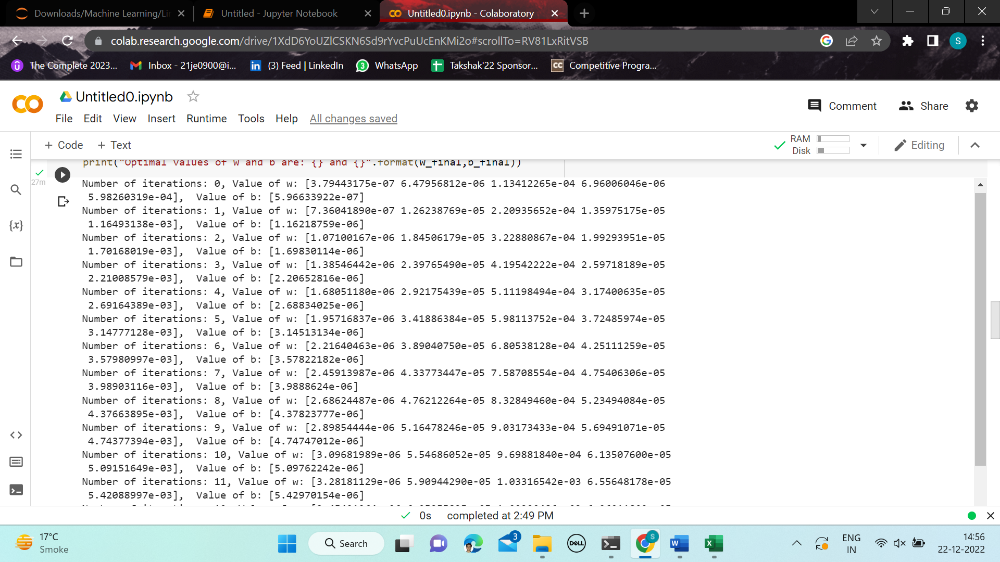 Downloads/Machine Learning/Li
Untitled - Jupyter Notebook
Untitled0.ipynb - Colaboratory
colab.research.google.com/drive/1XdD6YoUZlCSKN6Sd9rYvcPuUcEnKMi2o#scrollTo=RV81LxRitVSB
S
The Complete 2023...
Inbox - 21je0900@i...
(3) Feed | LinkedIn
WhatsApp
Takshak'22 Sponsor...
Competitive Progra...
Untitled0.ipynb
Comment
Share
File Edit View Insert Runtime Tools Help All changes saved
+ Code + Text
RAM
Disk
Editing
print("Optimal values of w and b are: {} and {}".format(w_final,b_final))
27m
Number of iterations: 0, Value of w: [3.79443175e-07 6.47956812e-06 1.13412265e-04 6.96006046e-06
5.98260319e-04], Value of b: [5.96633922e-07]
Number of iterations: 1, Value of w: [7.36041890e-07 1.26238769e-05 2.20935652e-04 1.35975175e-05
1.16493138e-03], Value of b: [1.16218759e-06]
Number of iterations: 2, Value of w: [1.07100167e-06 1.84506179e-05 3.22880867e-04 1.99293951e-05
1.70168019e-03], Value of b: [1.69830114e-06]
Number of iterations: 3, Value of w: [1.38546442e-06 2.39765490e-05 4.19542222e-04 2.59718189e-05
2.21008579e-03], Value of b: [2.20652816e-06]
Number of iterations: 4, Value of w: [1.68051180e-06 2.92175439e-05 5.11198494e-04 3.17400635e-05
2.69164389e-03], Value of b: [2.68834025e-06]
Number of iterations: 5, Value of w: [1.95716837e-06 3.41886384e-05 5.98113752e-04 3.72485974e-05
3.14777128e-03], Value of b: [3.14513134e-06]
Number of iterations: 6, Value of w: [2.21640463e-06 3.89040750e-05 6.80538128e-04 4.25111259e-05
3.57980997e-03], Value of b: [3.57822182e-06]
Number of iterations: 7, Value of w: [2.45913987e-06 4.33773447e-05 7.58708554e-04 4.75406306e-05
3.98903116e-03], Value of b: [3.9888624e-06]
Number of iterations: 8, Value of w: [2.68624487e-06 4.76212264e-05 8.32849460e-04 5.23494084e-05
4.37663895e-03], Value of b: [4.37823777e-06]
Number of iterations: 9, Value of w: [2.89854444e-06 5.16478246e-05 9.03173433e-04 5.69491071e-05
4.74377394e-03], Value of b: [4.74747012e-06]
Number of iterations: 10, Value of w: [3.09681989e-06 5.54686052e-05 9.69881840e-04 6.13507600e-05
5.09151649e-03], Value of b: [5.09762242e-06]
Number of iterations: 11, Value of w: [3.28181129e-06 5.90944290e-05 1.03316542e-03 6.55648178e-05
5.42088997e-03], Value of b: [5.42970154e-06]
0s completed at 2:49 PM
17°C
Smoke
Search
3
DELL
S
W
X
ENG
IN
14:56
22-12-2022